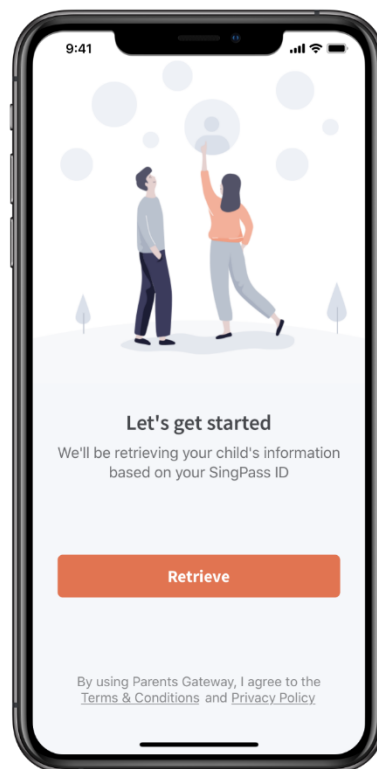 9:41
Let's get started
We'll be retrieving your child's information
based on your SingPass ID
Retrieve
By using Parents Gateway, I agree to the
Terms & Conditions and Privacy Policy